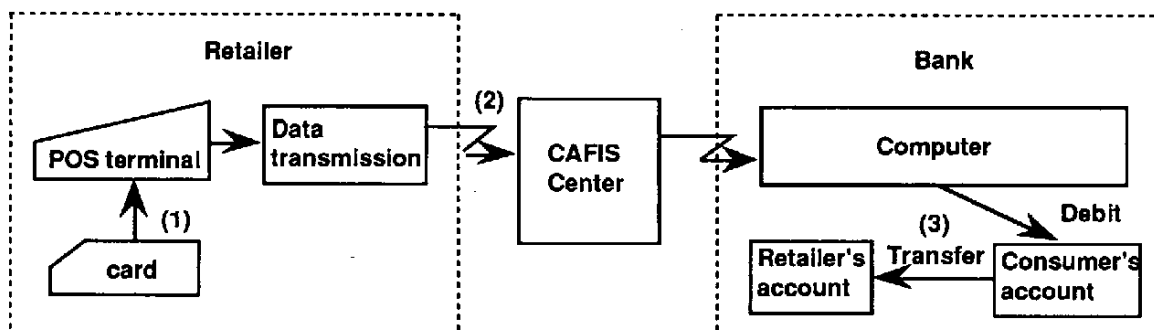 Retailer
Bank
(2)
POS terminal
Data
transmission
CAFIS
Center
Computer
(1)
card
Debit
(3)
Transfer
Retailer's
account
Consumer's
account